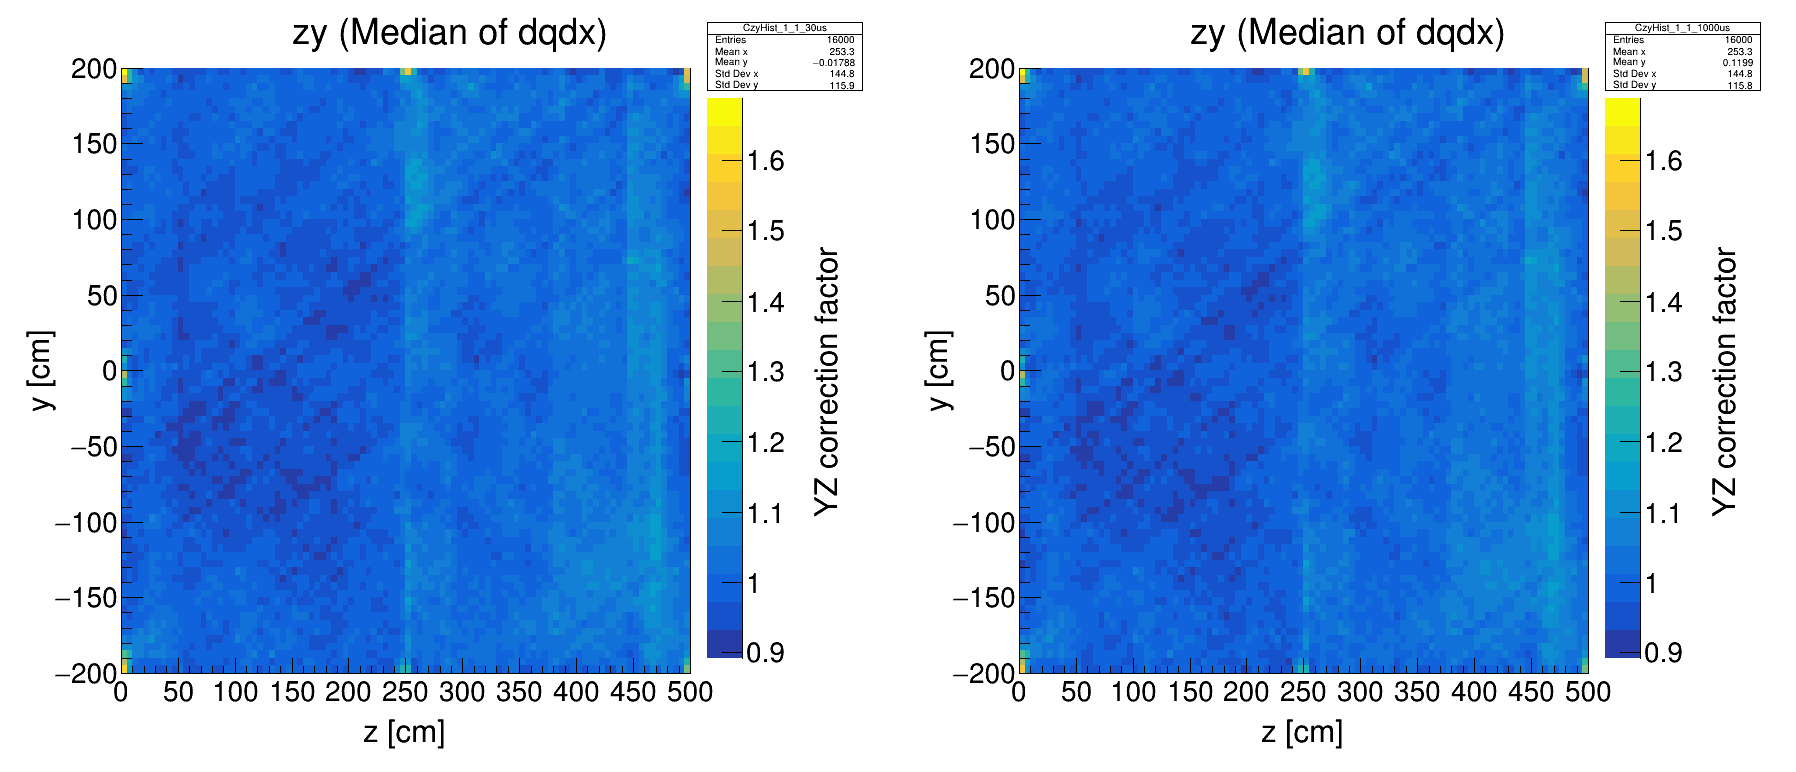 zy (Median of dqdx)
CzyHist_1_1_30us
Entries 16000
Mean x 253.3
Mean y −0.01788
Std Dev x 144.8
Std Dev y 115.9
200
150
100
50
0
−50
−100
−150
−200
y [cm]
0 50 100 150 200 250 300 350 400 450 500
z [cm]
1.6
1.5
1.4
1.3
1.2
1.1
1
0.9
YZ correction factor
zy (Median of dqdx)
CzyHist_1_1_1000us
Entries 16000
Mean x 253.3
Mean y 0.1199
Std Dev x 144.8
Std Dev y 115.8
200
150
100
50
0
−50
−100
−150
−200
y [cm]
0 50 100 150 200 250 300 350 400 450 500
z [cm]
1.6
1.5
1.4
1.3
1.2
1.1
1
0.9
YZ correction factor